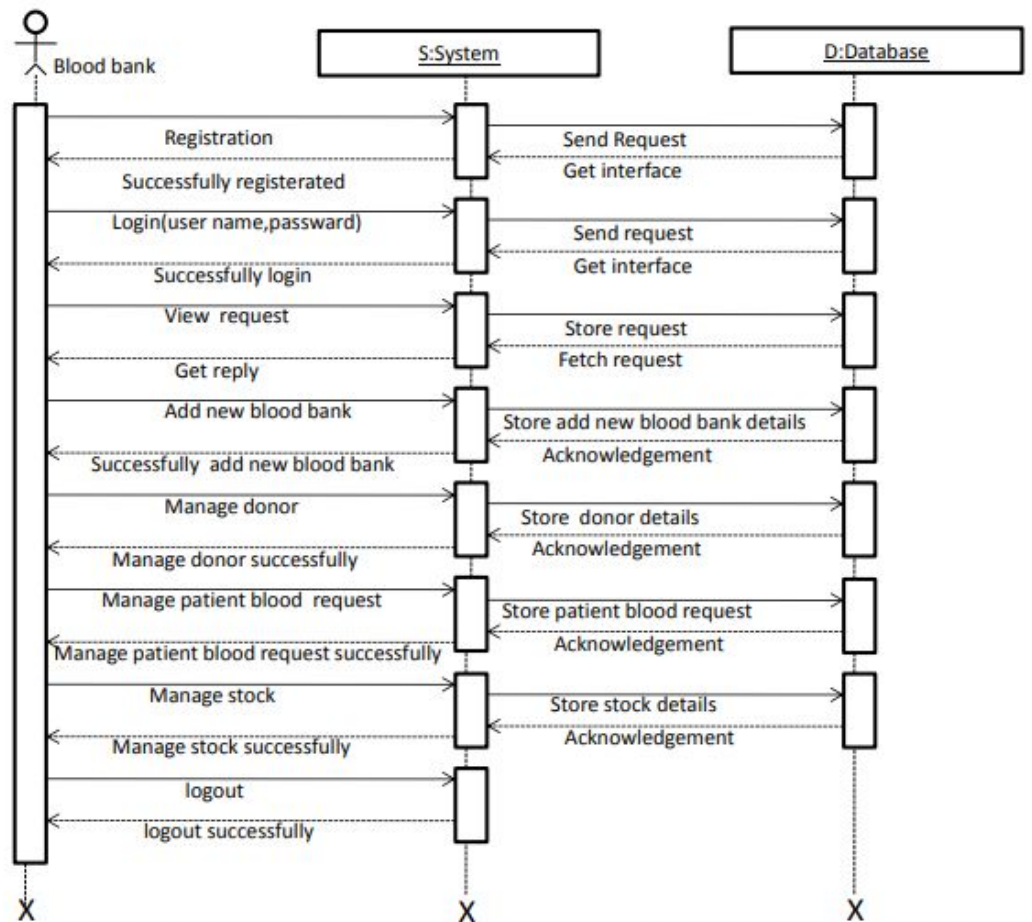 Blood bank
S:System
D:Database
Registration
Send Request
Get interface
Successfully registerated
Login(user name,passward)
Send request
Get interface
Successfully login
View request
Store request
Fetch request
Get reply
Add new blood bank
Store add new blood bank details
Acknowledgement
Successfully add new blood bank
Manage donor
Store donor details
Acknowledgement
Manage donor successfully
Manage patient blood request
Store patient blood request
Acknowledgement
Manage patient blood request successfully
Manage stock
Store stock details
Acknowledgement
Manage stock successfully
logout
logout successfully
X
X
X